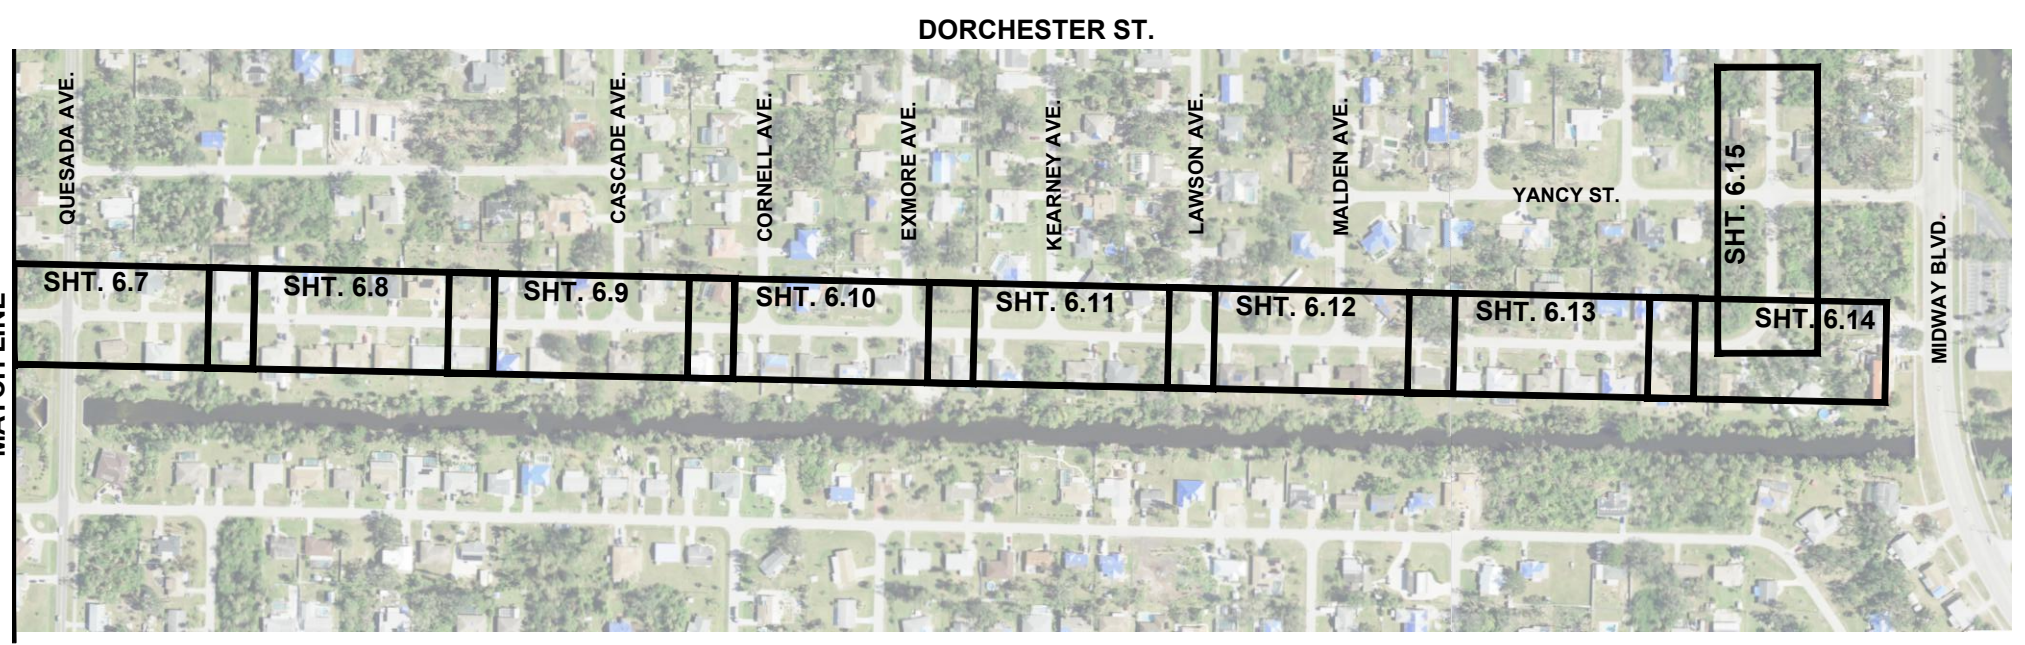 DORCHESTER ST.
QUESADA AVE.
CASCADE AVE.
CORNELL AVE.
EXMORE AVE.
KEARNEY AVE.
LAWSON AVE.
MALDEN AVE.
YANCY ST.
SHT. 6.15
MIDWAY BLVD.
SHT. 6.7
SHT. 6.8
SHT. 6.9
SHT. 6.10
SHT. 6.11
SHT. 6.12
SHT. 6.13
SHT. 6.14